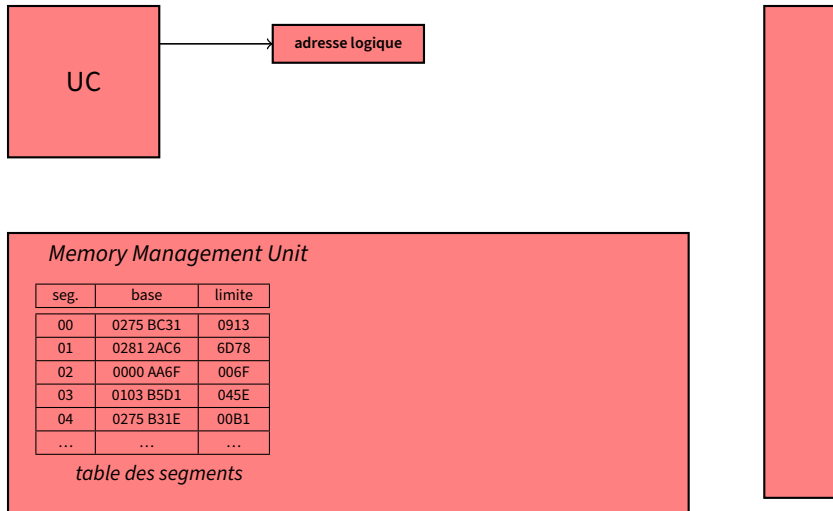 UC
adresse logique
Memory Management Unit
seg. base limite
00 0275 BC31 0913
01 0281 2AC6 6D78
02 0000 AA6F 006F
03 0103 B5D1 045E
04 0275 B31E 00B1
… … …
table des segments